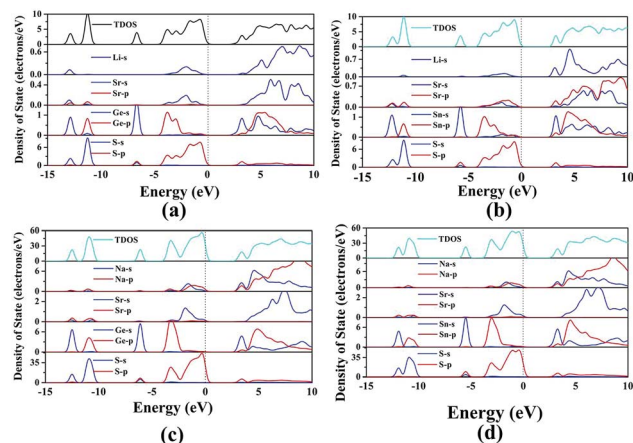 Density of State (electrons/eV)
10
5
0
TDOS
0.6
0.0
Li-s
0.4
0.0
Sr-s
Sr-p
1
0
Ge-s
Ge-p
6
0
S-s
S-p
-15 -10 -5 0 5 10
Energy (eV)
(a)
Density of State (electrons/eV)
10
5
0
TDOS
0.7
0.0
Li-s
0.7
0.0
Sr-s
Sr-p
1
0
Sn-s
Sn-p
6
0
S-s
S-p
-15 -10 -5 0 5 10
Energy (eV)
(b)
Density of State (electrons/eV)
60
30
0
TDOS
6
0
Na-s
Na-p
2
0
Sr-s
Sr-p
6
0
Ge-s
Ge-p
35
0
S-s
S-p
-15 -10 -5 0 5 10
Energy (eV)
(c)
Density of State (electrons/eV)
60
30
0
TDOS
6
0
Na-s
Na-p
2
0
Sr-s
Sr-p
6
0
Sn-s
Sn-p
35
0
S-s
S-p
-15 -10 -5 0 5 10
Energy (eV)
(d)